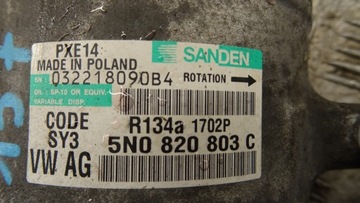 PXE14
SANDEN
MADE IN POLAND
S/N : 032218090B4
ROTATION
OIL : SP-10 OR EQUIV.
VARIABLE DISP.
CODE
R134a 1702P
SY3
5N0 820 803 C
VW AG